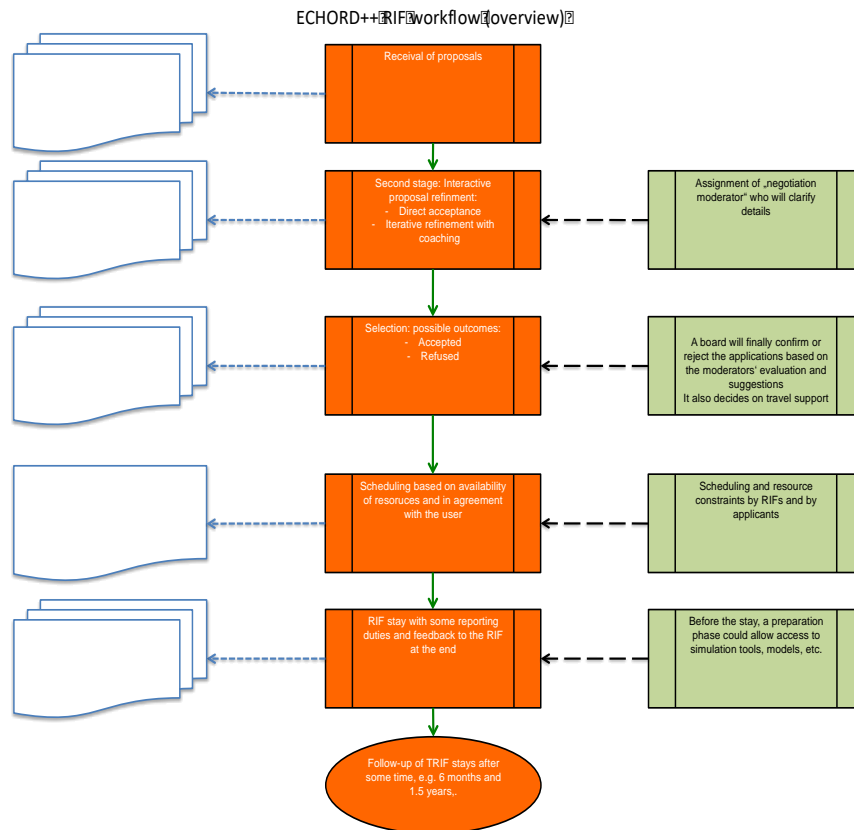 ECHORD++ RIF workflow (overview)
Receival of proposals
Second stage: Interactive
proposal refinment:
- Direct acceptance
- Iterative refinement with
coaching
Assignment of „negotiation
moderator“ who will clarify
details
Selection: possible outcomes:
- Accepted
- Refused
A board will finally confirm or
reject the applications based on
the moderators‘ evaluation and
suggestions
It also decides on travel support
Scheduling based on availability
of resoruces and in agreement
with the user
Scheduling and resource
constraints by RIFs and by
applicants
RIF stay with some reporting
duties and feedback to the RIF
at the end
Before the stay, a preparation
phase could allow access to
simulation tools, models, etc.
Follow-up of TRIF stays after
some time, e.g. 6 months and
1.5 years,.